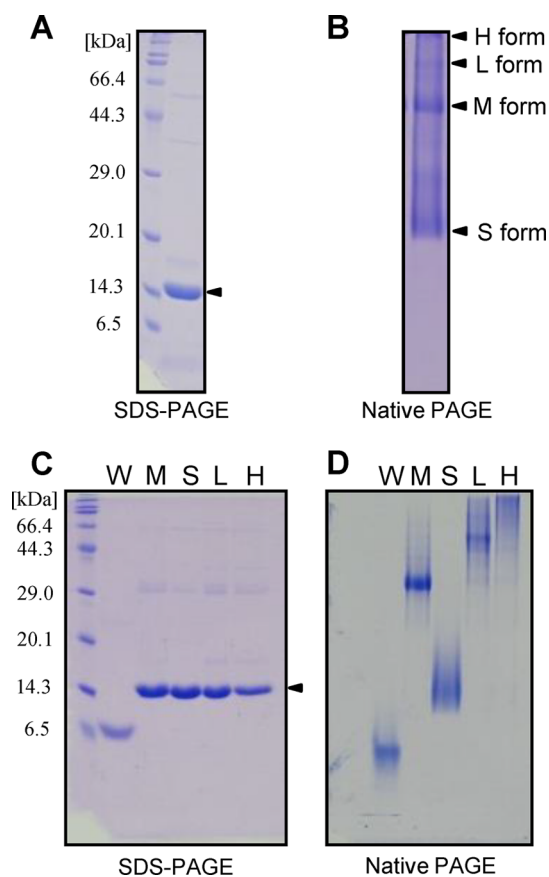 A
[kDa]
66.4
44.3
29.0
20.1
14.3
6.5
SDS-PAGE
B
H form
L form
M form
S form
Native PAGE
C
W M S L H
[kDa]
66.4
44.3
29.0
20.1
14.3
6.5
SDS-PAGE
D
W M S L H
Native PAGE